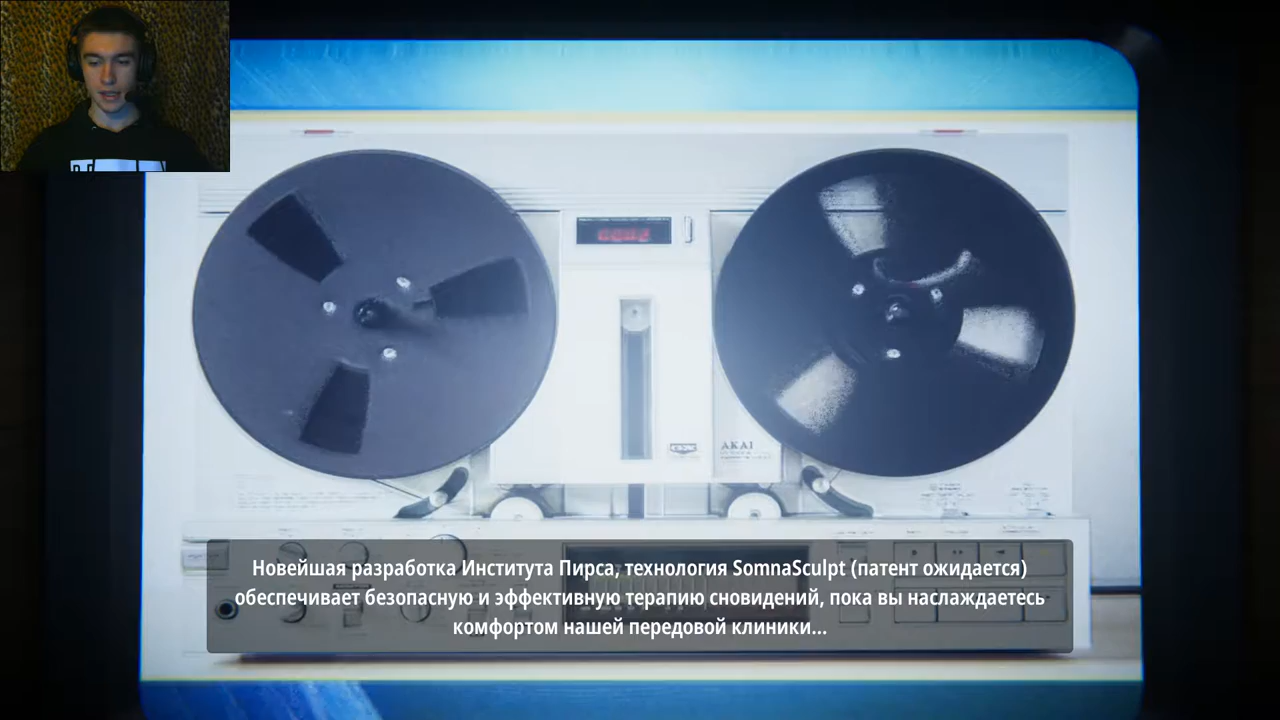 AKAI
Новейшая разработка Института Пирса, технология SomnaSculpt (патент ожидается)
обеспечивает безопасную и эффективную терапию сновидений, пока вы наслаждаетесь
комфортом нашей передовой клиники...